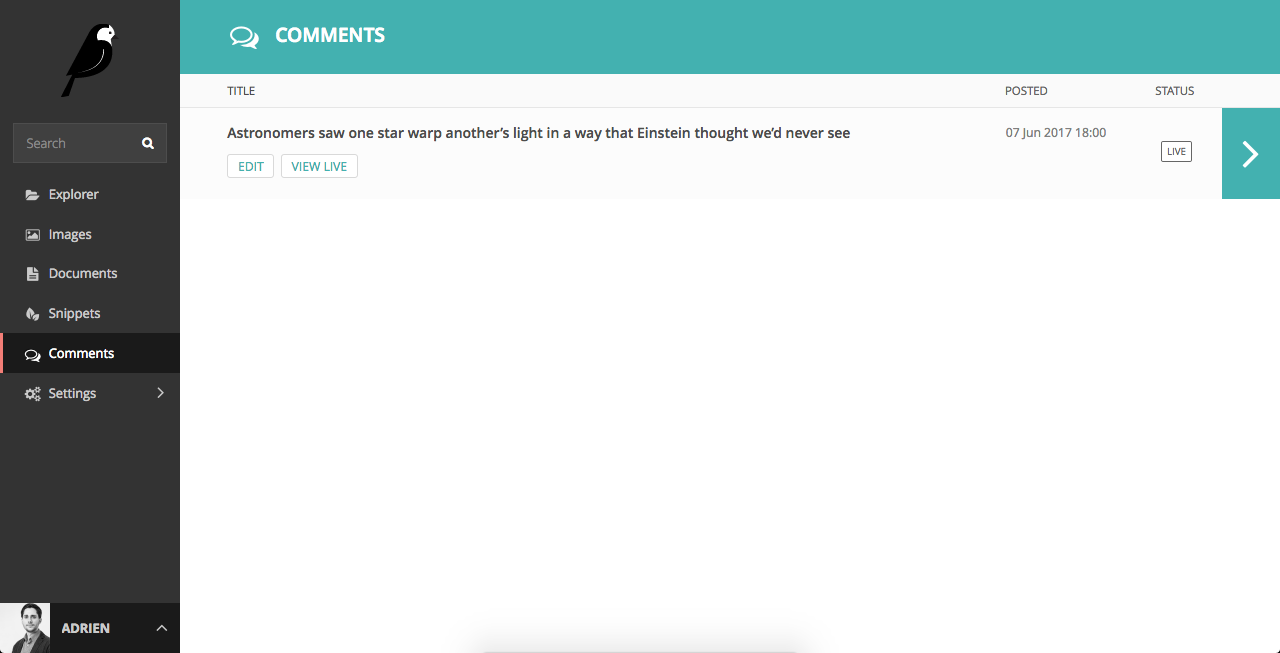 COMMENTS
TITLE POSTED STATUS
Search
Astronomers saw one star warp another’s light in a way that Einstein thought we’d never see 07 Jun 2017 18:00
LIVE
EDIT VIEW LIVE
Explorer
Images
Documents
Snippets
Comments
Settings
ADRIEN